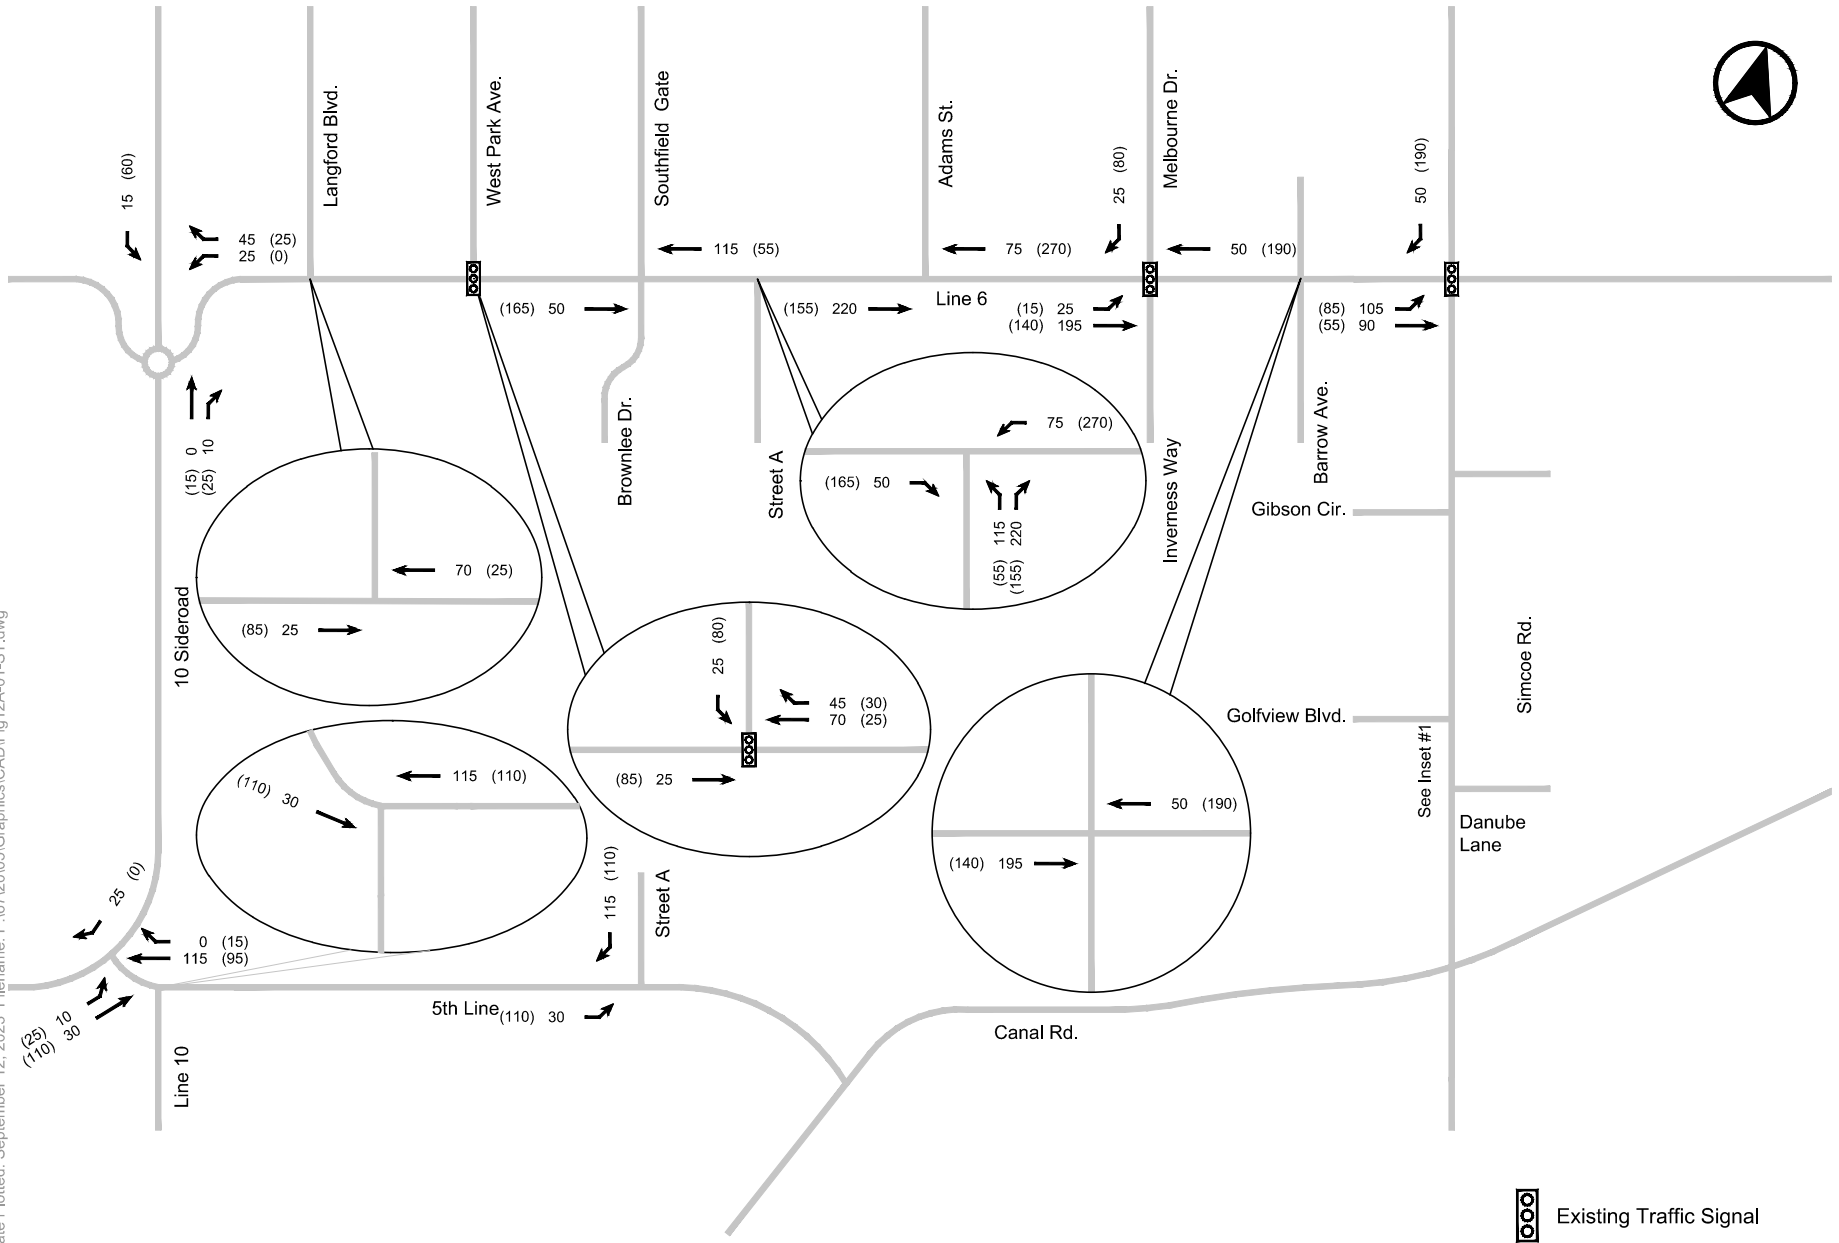 Langford Blvd.
West Park Ave.
Southfield Gate
Adams St.
Melbourne Dr.
15 (60)
25 (80)
50 (190)
45 (25)
25 (0)
115 (55)
75 (270)
50 (190)
(165) 50
(155) 220
Line 6
(15) 25
(140) 195
(85) 105
(55) 90
(15) 0
(25) 10
Brownlee Dr.
Street A
Inverness Way
Barrow Ave.
75 (270)
(165) 50
(55) 115
(155) 220
Gibson Cir.
70 (25)
(85) 25
10 Sideroad
25 (80)
45 (30)
70 (25)
(85) 25
Golfview Blvd.
See Inset #1
Simcoe Rd.
Danube
Lane
115 (110)
(110) 30
50 (190)
(140) 195
25 (0)
115 (110)
Street A
0 (15)
115 (95)
(25) 10
(110) 30
5th Line
(110) 30
Canal Rd.
Line 10
Existing Traffic Signal